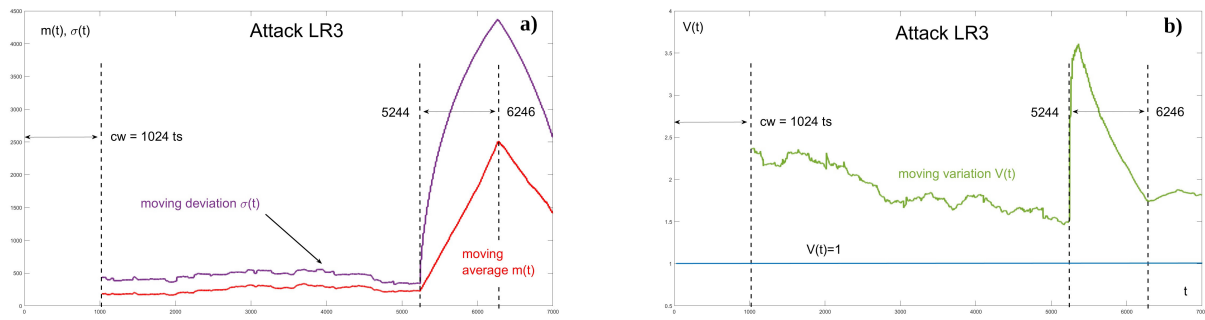 4500
m(t), σ(t)
Attack LR3
a)
4000
3500
3000
5244
6246
cw = 1024 ts
2500
2000
moving deviation σ(t)
1500
1000
moving
average m(t)
500
0
0
1000
2000
3000
4000
5000
6000
7000
4
V(t)
Attack LR3
b)
3.5
3
5244
6246
cw = 1024 ts
2.5
moving variation V(t)
2
1.5
V(t)=1
1
t
0.5
0
1000
2000
3000
4000
5000
6000